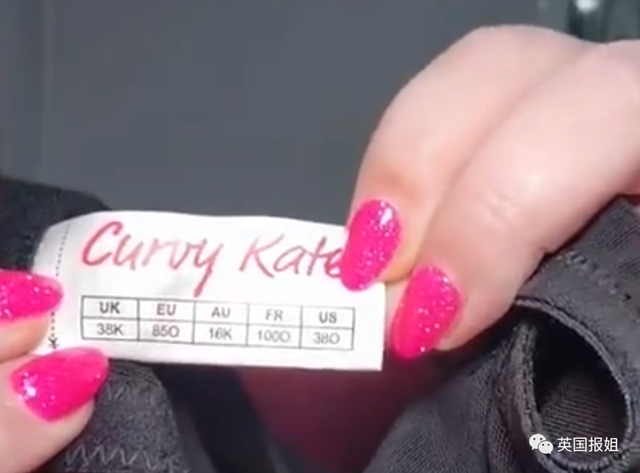 Curvy Kate
UK EU AU FR US
38K 85O 16K 100O 38O
英国报姐